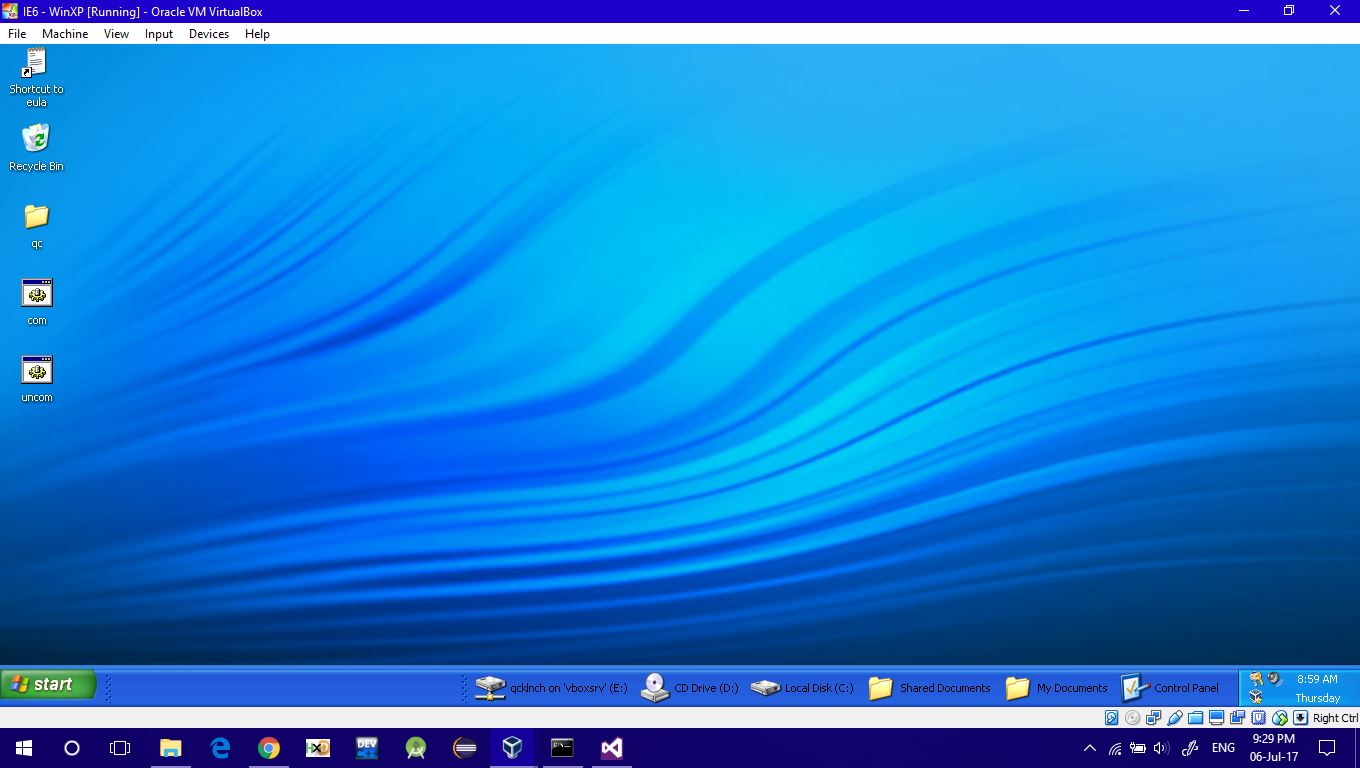 IE6 - WinXP [Running] - Oracle VM VirtualBox
File Machine View Input Devices Help
Shortcut to
eula
Recycle Bin
qc
com
uncom
start
qcklnch on 'vboxsrv' (E:) CD Drive (D:) Local Disk (C:) Shared Documents My Documents Control Panel
8:59 AM
Thursday
Right Ctrl
HXD DEV
C:\
ENG
9:29 PM
06-Jul-17